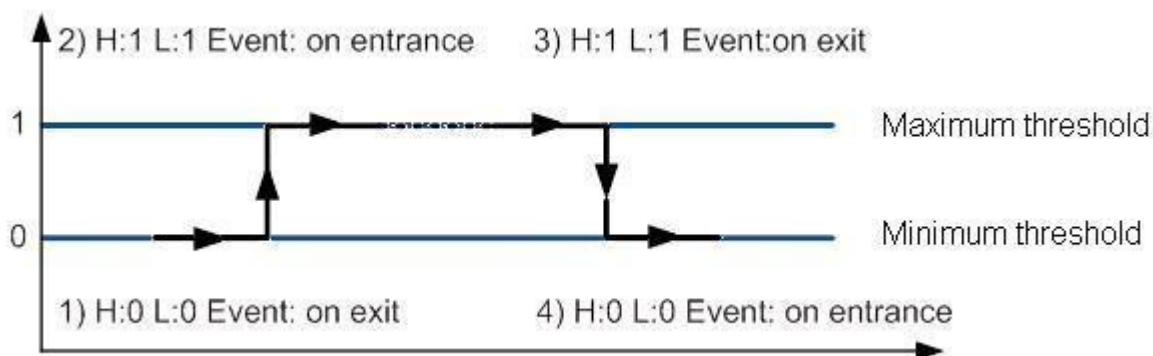 2) H:1 L:1 Event: on entrance
3) H:1 L:1 Event:on exit
1
Maximum threshold
0
Minimum threshold
1) H:0 L:0 Event: on exit
4) H:0 L:0 Event: on entrance